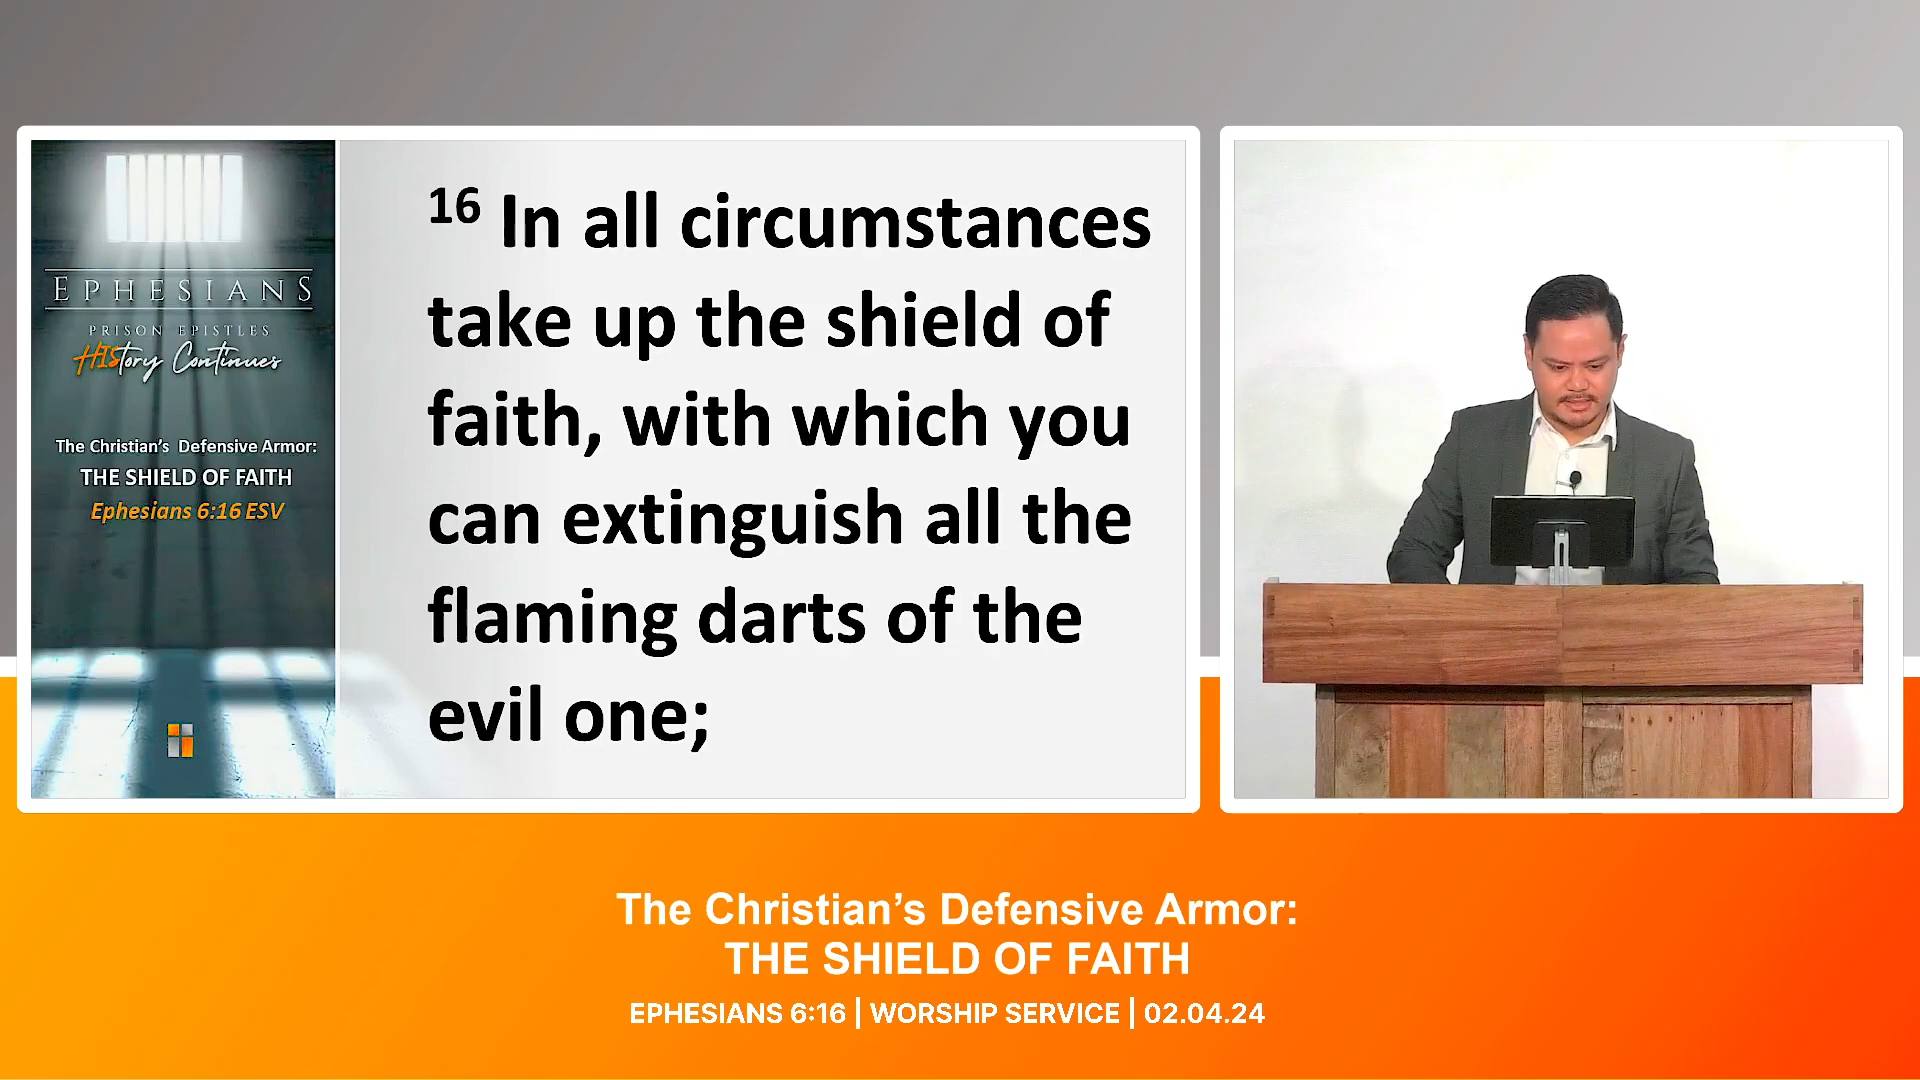 EPHESIANS
PRISON EPISTLES
HIStory Continues
The Christian's Defensive Armor:
THE SHIELD OF FAITH
Ephesians 6:16 ESV
16 In all circumstances
take up the shield of
faith, with which you
can extinguish all the
flaming darts of the
evil one;
The Christian’s Defensive Armor:
THE SHIELD OF FAITH
EPHESIANS 6:16 | WORSHIP SERVICE | 02.04.24